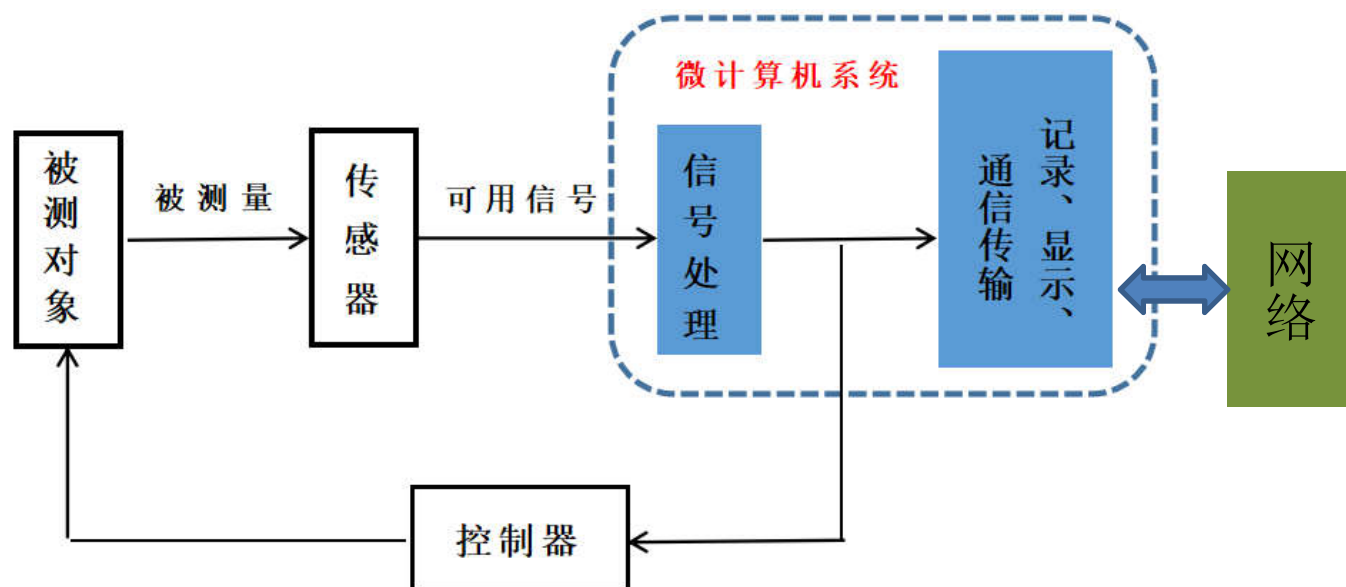 微计算机系统
被测对象
被测量
传感器
可用信号
信号处理
记录、显示、
通信传输
网络
控制器